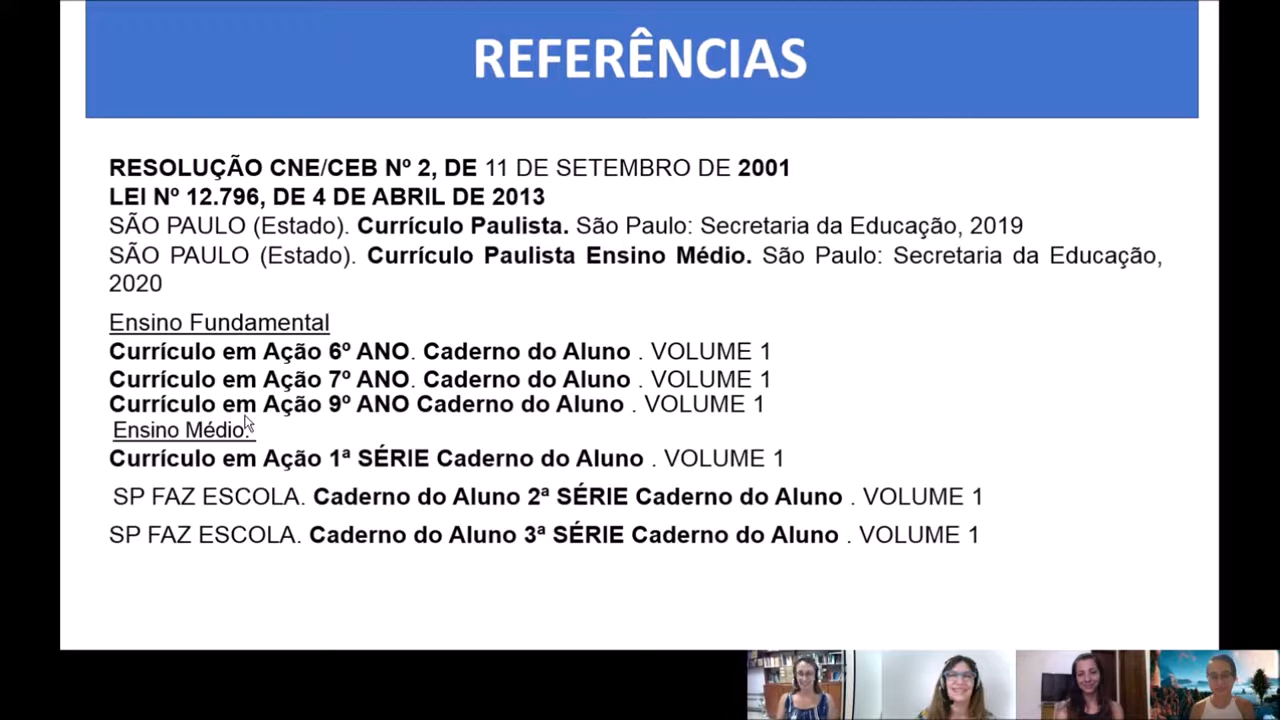 REFERÊNCIAS
RESOLUÇÃO CNE/CEB Nº 2, DE 11 DE SETEMBRO DE 2001
LEI Nº 12.796, DE 4 DE ABRIL DE 2013
SÃO PAULO (Estado). Currículo Paulista. São Paulo: Secretaria da Educação, 2019
SÃO PAULO (Estado). Currículo Paulista Ensino Médio. São Paulo: Secretaria da Educação,
2020
Ensino Fundamental
Currículo em Ação 6º ANO. Caderno do Aluno . VOLUME 1
Currículo em Ação 7º ANO. Caderno do Aluno . VOLUME 1
Currículo em Ação 9º ANO Caderno do Aluno . VOLUME 1
Ensino Médio:
Currículo em Ação 1ª SÉRIE Caderno do Aluno . VOLUME 1
SP FAZ ESCOLA. Caderno do Aluno 2ª SÉRIE Caderno do Aluno . VOLUME 1
SP FAZ ESCOLA. Caderno do Aluno 3ª SÉRIE Caderno do Aluno . VOLUME 1